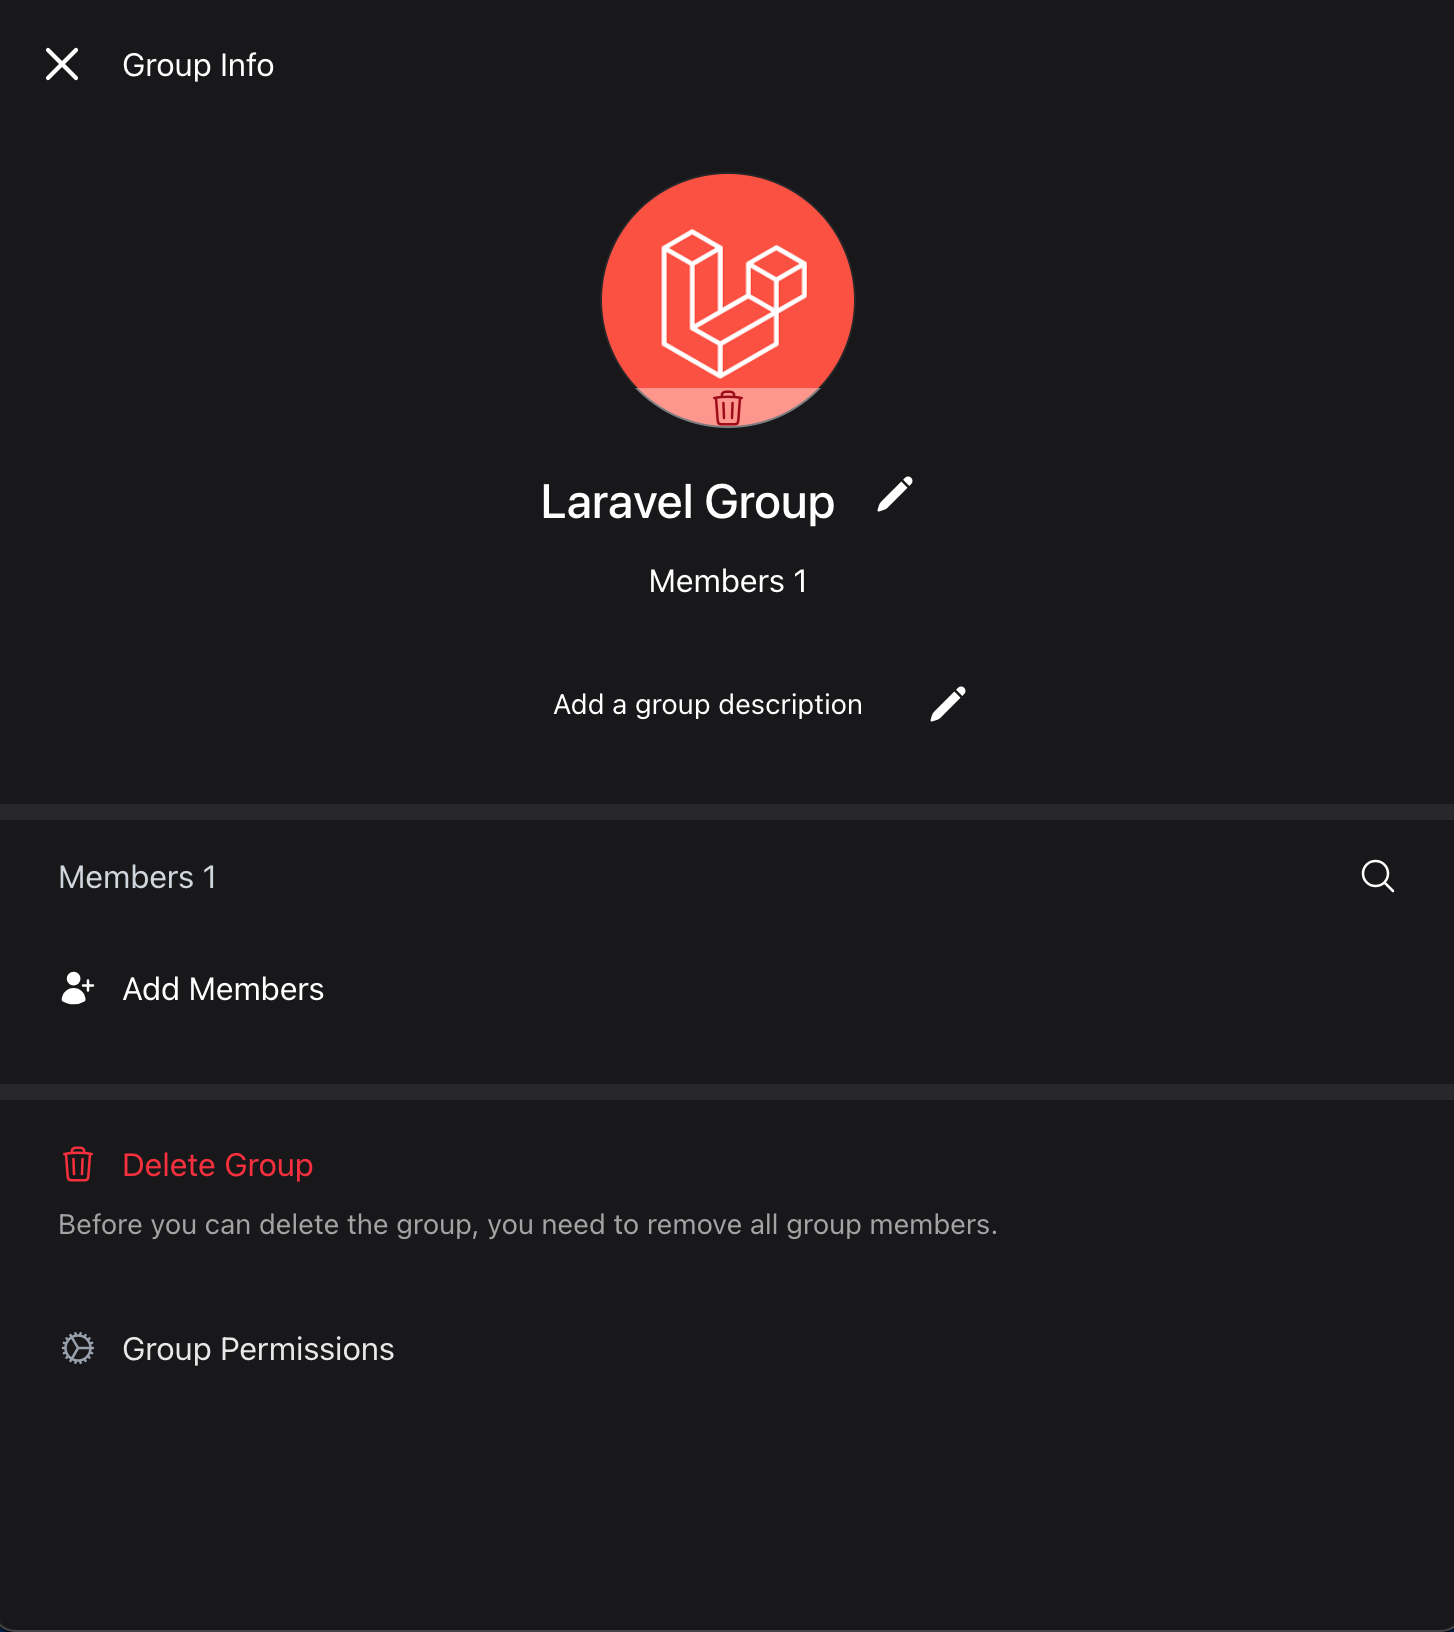 Group Info
Laravel Group
Members 1
Add a group description
Members 1
Add Members
Delete Group
Before you can delete the group, you need to remove all group members.
Group Permissions